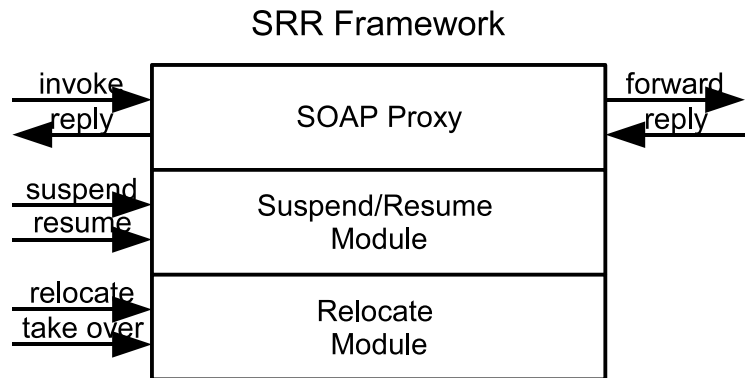 SRR Framework
invoke
forward
reply
SOAP Proxy
reply
suspend
resume
Suspend/Resume
Module
relocate
take over
Relocate
Module